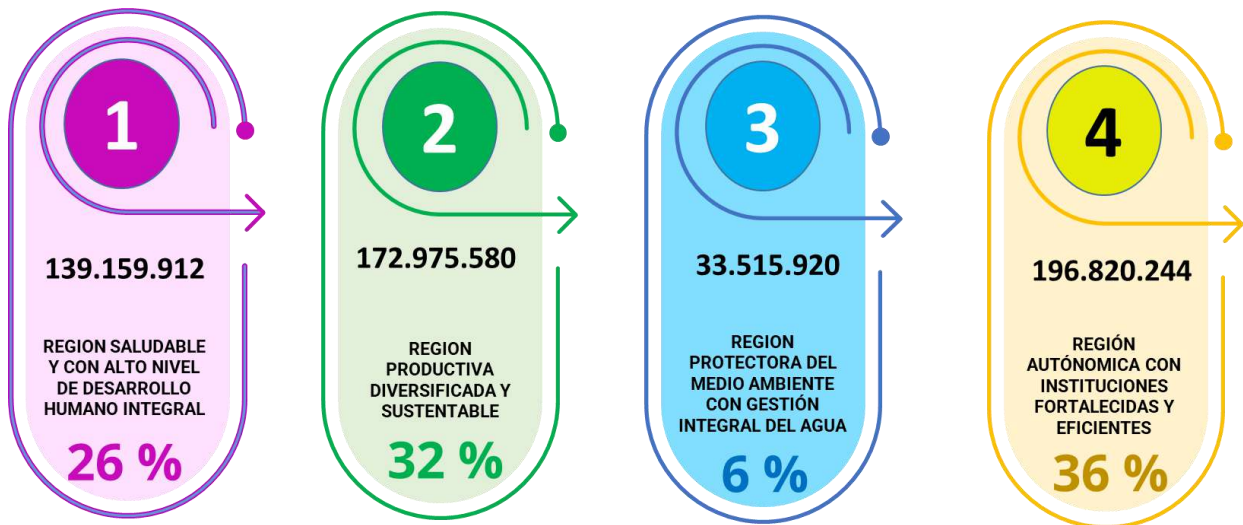 1
139.159.912
REGION SALUDABLE
Y CON ALTO NIVEL
DE DESARROLLO
HUMANO INTEGRAL
26 %
2
172.975.580
REGION
PRODUCTIVA
DIVERSIFICADA Y
SUSTENTABLE
32 %
3
33.515.920
REGION
PROTECTORA DEL
MEDIO AMBIENTE
CON GESTIÓN
INTEGRAL DEL AGUA
6 %
4
196.820.244
REGIÓN
AUTÓNOMICA CON
INSTITUCIONES
FORTALECIDAS Y
EFICIENTES
36 %